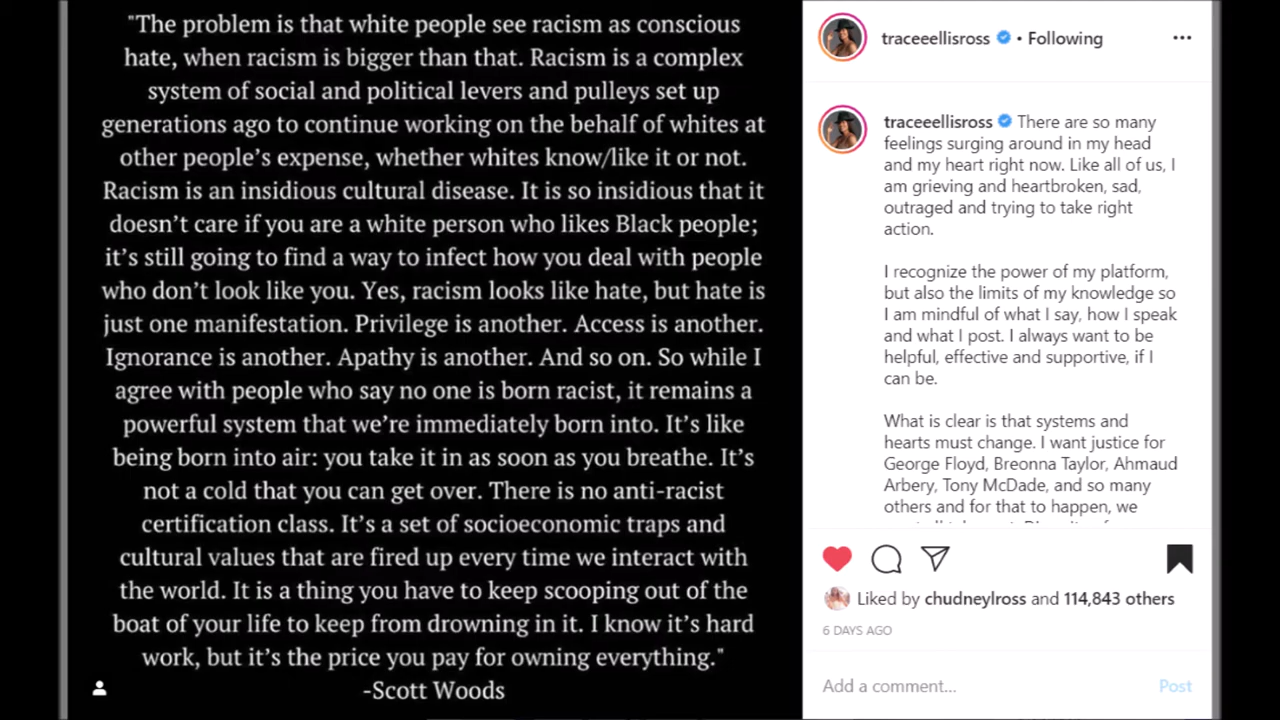 "The problem is that white people see racism as conscious
hate, when racism is bigger than that. Racism is a complex
system of social and political levers and pulleys set up
generations ago to continue working on the behalf of whites at
other people's expense, whether whites know/like it or not.
Racism is an insidious cultural disease. It is so insidious that it
doesn't care if you are a white person who likes Black people;
it's still going to find a way to infect how you deal with people
who don't look like you. Yes, racism looks like hate, but hate is
just one manifestation. Privilege is another. Access is another.
Ignorance is another. Apathy is another. And so on. So while I
agree with people who say no one is born racist, it remains a
powerful system that we're immediately born into. It's like
being born into air: you take it in as soon as you breathe. It's
not a cold that you can get over. There is no anti-racist
certification class. It's a set of socioeconomic traps and
cultural values that are fired up every time we interact with
the world. It is a thing you have to keep scooping out of the
boat of your life to keep from drowning in it. I know it's hard
work, but it's the price you pay for owning everything."
-Scott Woods
traceeellisross • Following
traceeellisross There are so many
feelings surging around in my head
and my heart right now. Like all of us, I
am grieving and heartbroken, sad,
outraged and trying to take right
action.
I recognize the power of my platform,
but also the limits of my knowledge so
I am mindful of what I say, how I speak
and what I post. I always want to be
helpful, effective and supportive, if I
can be.
What is clear is that systems and
hearts must change. I want justice for
George Floyd, Breonna Taylor, Ahmaud
Arbery, Tony McDade, and so many
others and for that to happen, we
Liked by chudneylross and 114,843 others
6 DAYS AGO
Add a comment...
Post